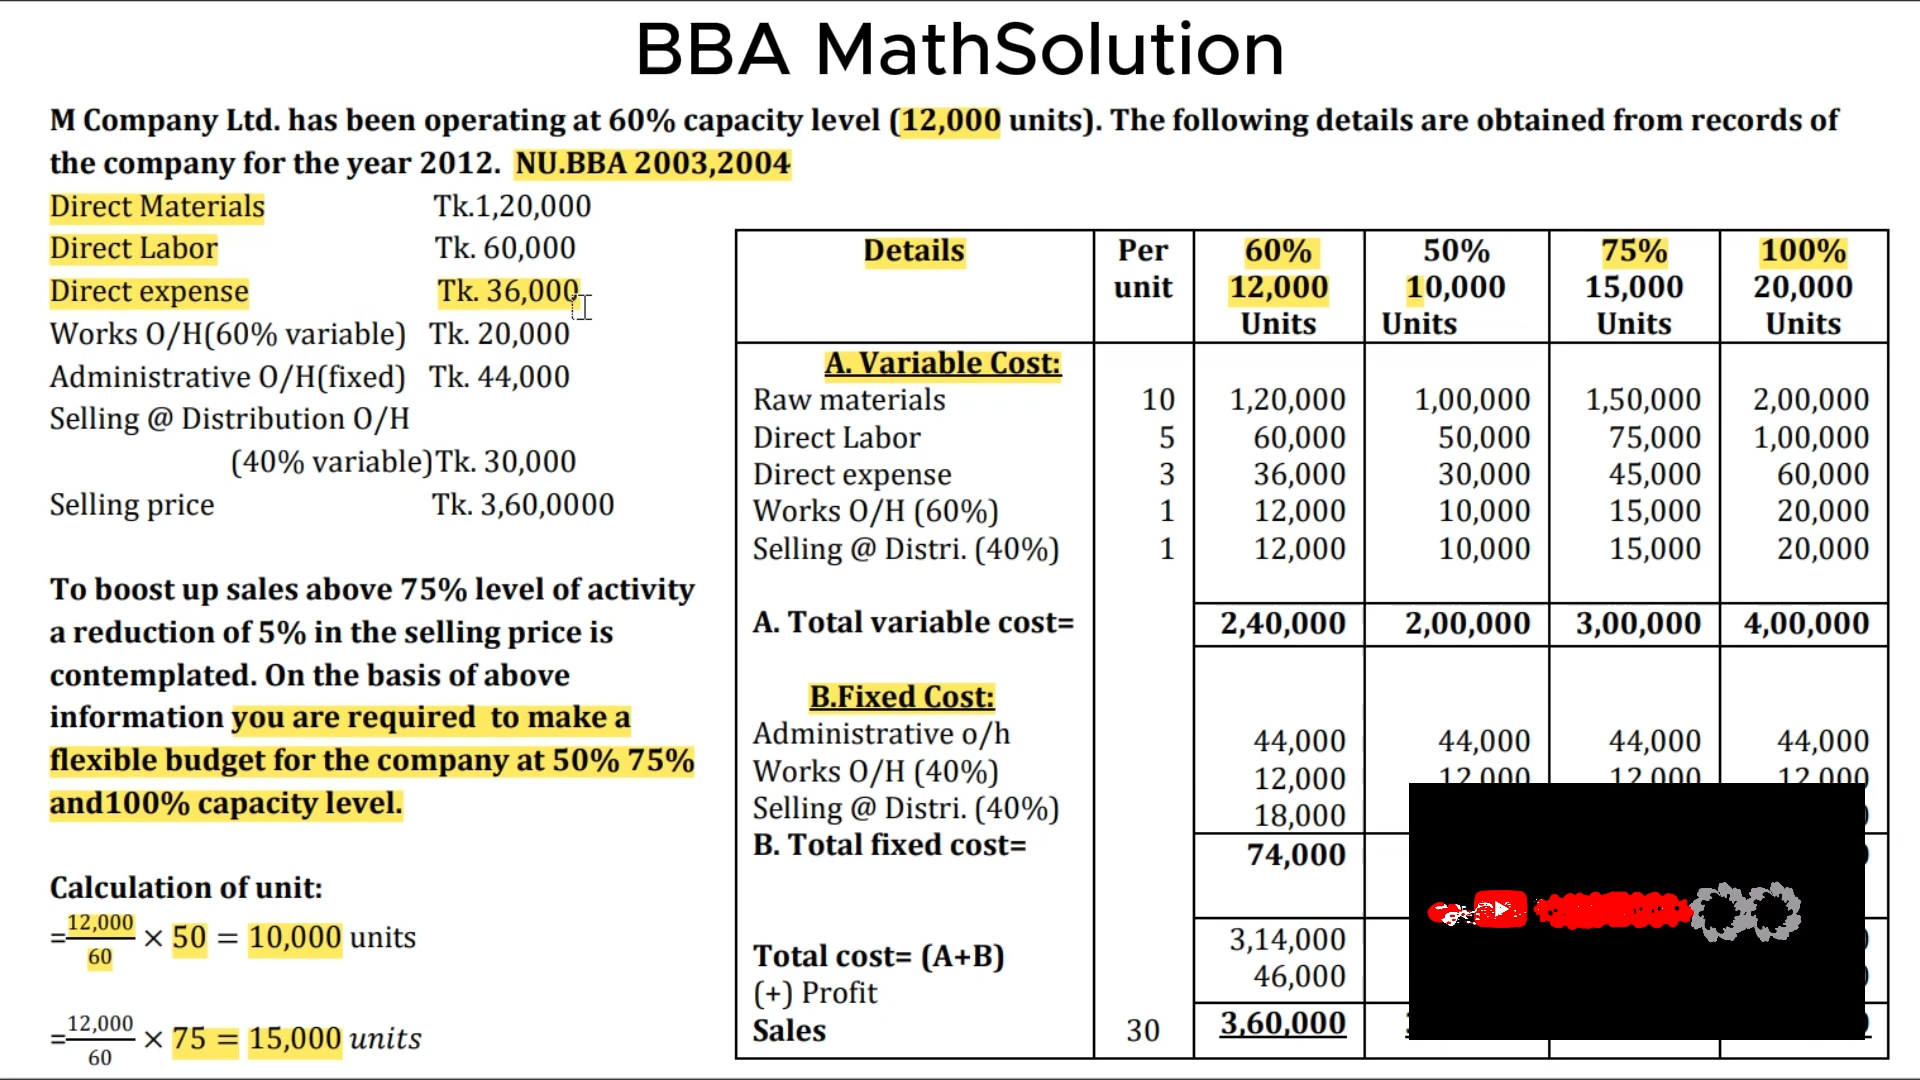 BBA MathSolution
M Company Ltd. has been operating at 60% capacity level (12,000 units). The following details are obtained from records of
the company for the year 2012. NU.BBA 2003,2004
Direct Materials Tk.1,20,000
Direct Labor Tk. 60,000
Direct expense Tk. 36,000
Works O/H(60% variable) Tk. 20,000
Administrative O/H(fixed) Tk. 44,000
Selling @ Distribution O/H
(40% variable)Tk. 30,000
Selling price Tk. 3,60,0000
To boost up sales above 75% level of activity
a reduction of 5% in the selling price is
contemplated. On the basis of above
information you are required to make a
flexible budget for the company at 50% 75%
and100% capacity level.
Calculation of unit:
=12,000/60 × 50 = 10,000 units
=12,000/60 × 75 = 15,000 units
Details Per unit 60% 12,000 Units 50% 10,000 Units 75% 15,000 Units 100% 20,000 Units
A. Variable Cost:
Raw materials 10 1,20,000 1,00,000 1,50,000 2,00,000
Direct Labor 5 60,000 50,000 75,000 1,00,000
Direct expense 3 36,000 30,000 45,000 60,000
Works O/H (60%) 1 12,000 10,000 15,000 20,000
Selling @ Distri. (40%) 1 12,000 10,000 15,000 20,000
A. Total variable cost= 2,40,000 2,00,000 3,00,000 4,00,000
B.Fixed Cost:
Administrative o/h 44,000 44,000 44,000 44,000
Works O/H (40%) 12,000 12,000 12,000 12,000
Selling @ Distri. (40%) 18,000
B. Total fixed cost= 74,000
Total cost= (A+B) 3,14,000
(+) Profit 46,000
Sales 30 3,60,000